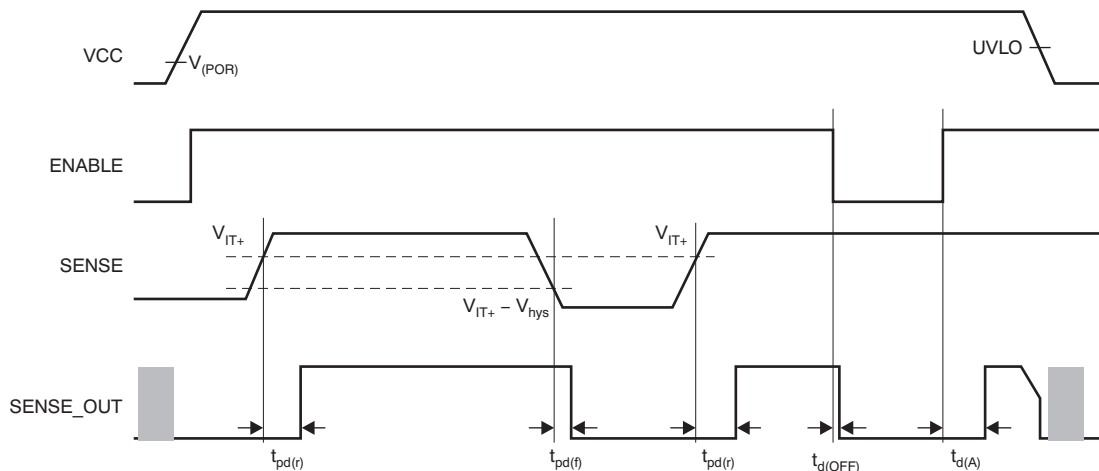 VCC
V(POR)
UVLO
ENABLE
SENSE
VIT+
VIT+
VIT+ – Vhys
SENSE_OUT
tpd(r)
tpd(f)
tpd(r)
td(OFF)
td(A)